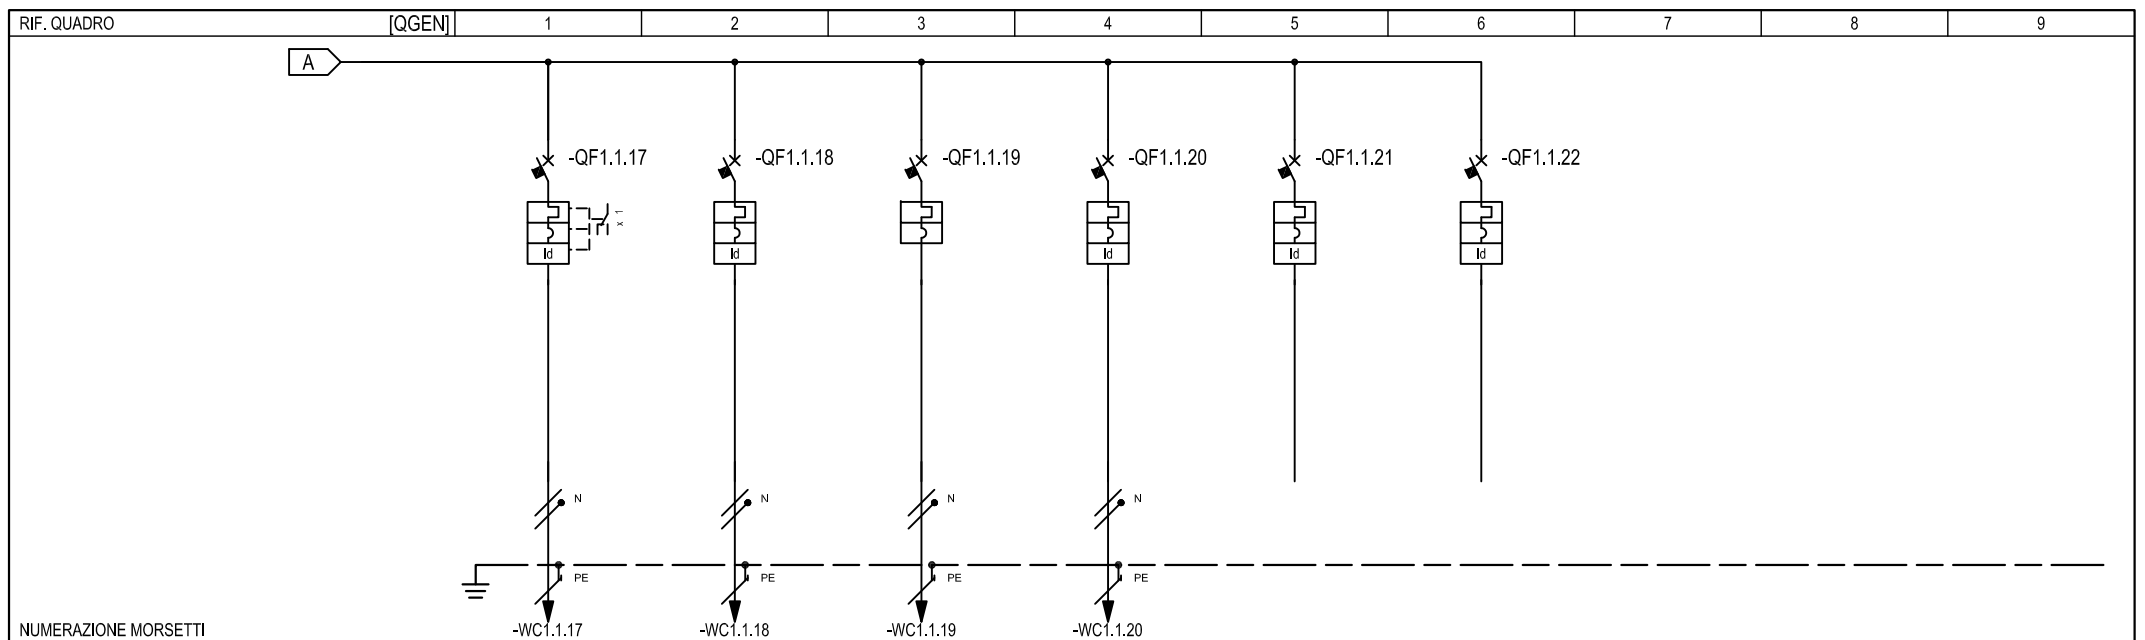 RIF. QUADRO [QGEN] 1 2 3 4 5 6 7 8 9
A
-QF1.1.17 -QF1.1.18 -QF1.1.19 -QF1.1.20 -QF1.1.21 -QF1.1.22
x 1
Id Id Id Id Id
N N N N
PE PE PE PE
NUMERAZIONE MORSETTI -WC1.1.17 -WC1.1.18 -WC1.1.19 -WC1.1.20